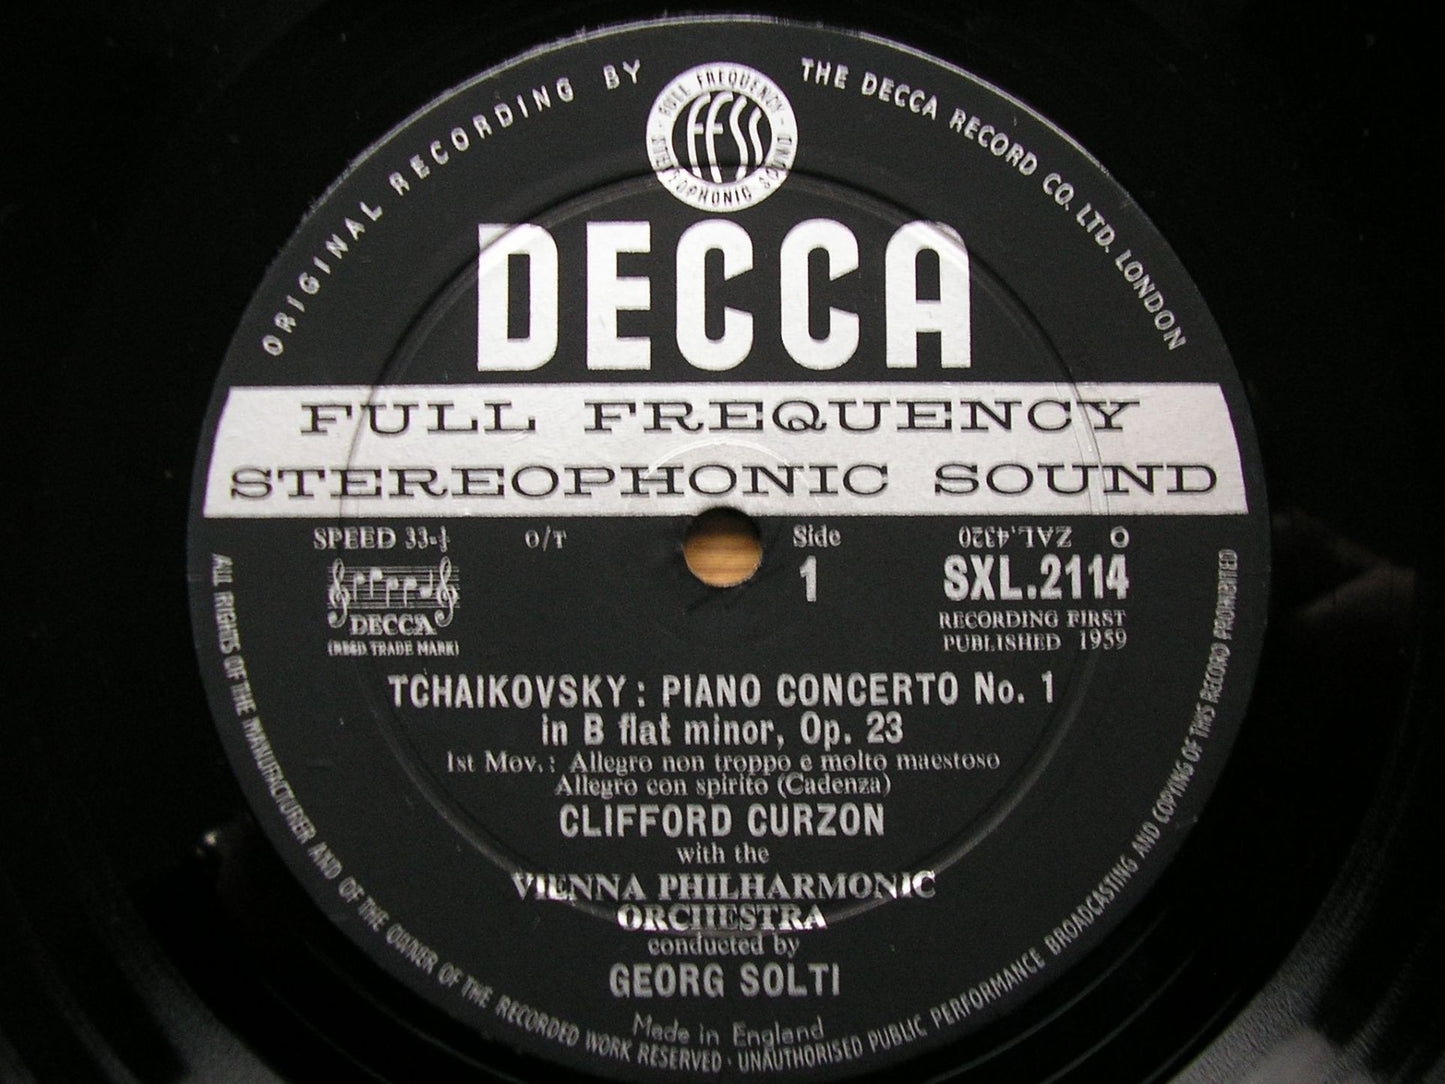 ORIGINAL RECORDING BY THE DECCA RECORD CO. LTD. LONDON
FULL FREQUENCY STEREOPHONIC SOUND
FFSS
DECCA
FULL FREQUENCY
STEREOPHONIC SOUND
SPEED 33-⅓ O/T
Side
1
ZAL.4320 O
SXL.2114
RECORDING FIRST
PUBLISHED 1959
DECCA
(REGD TRADE MARK)
TCHAIKOVSKY : PIANO CONCERTO No. 1
in B flat minor, Op. 23
1st Mov. : Allegro non troppo e molto maestoso
Allegro con spirito (Cadenza)
CLIFFORD CURZON
with the
VIENNA PHILHARMONIC
ORCHESTRA
conducted by
GEORG SOLTI
Made in England
ALL RIGHTS OF THE MANUFACTURER AND OF THE OWNER OF THE RECORDED WORK RESERVED · UNAUTHORISED PUBLIC PERFORMANCE BROADCASTING AND COPYING OF THIS RECORD PROHIBITED